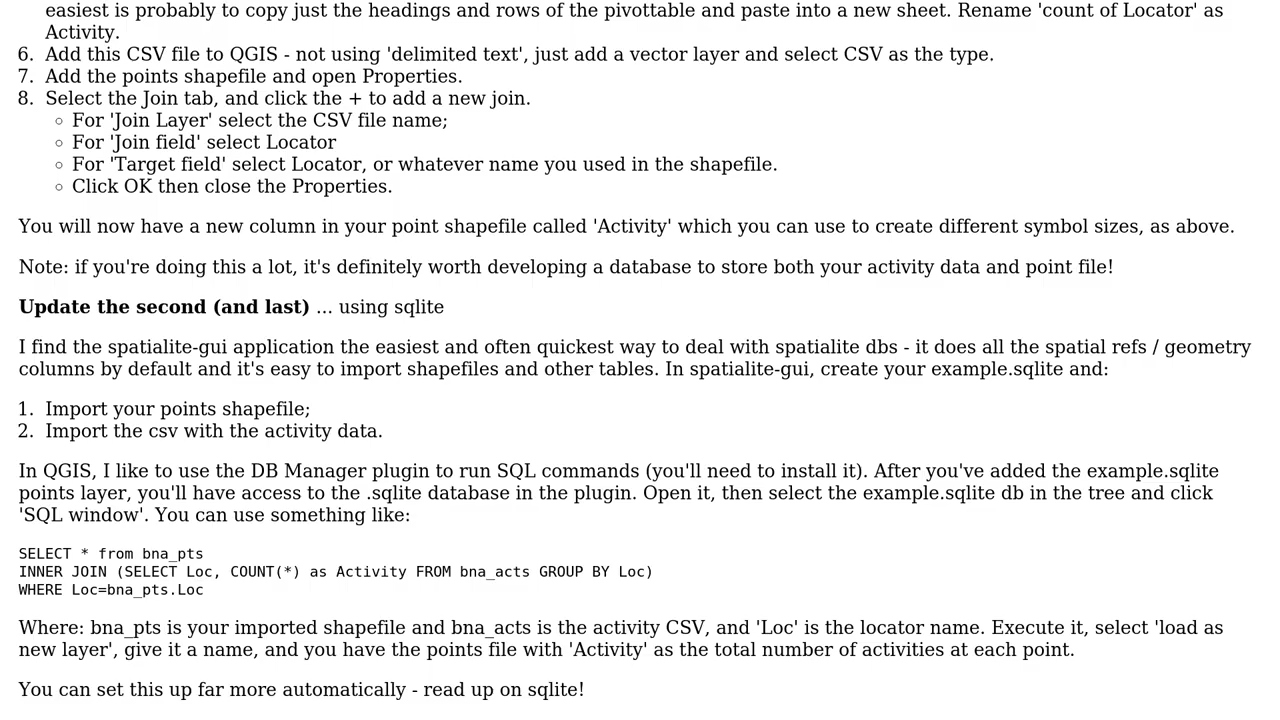 easiest is probably to copy just the headings and rows of the pivottable and paste into a new sheet. Rename 'count of Locator' as
Activity.
6. Add this CSV file to QGIS - not using 'delimited text', just add a vector layer and select CSV as the type.
7. Add the points shapefile and open Properties.
8. Select the Join tab, and click the + to add a new join.
◦ For 'Join Layer' select the CSV file name;
◦ For 'Join field' select Locator
◦ For 'Target field' select Locator, or whatever name you used in the shapefile.
◦ Click OK then close the Properties.
You will now have a new column in your point shapefile called 'Activity' which you can use to create different symbol sizes, as above.
Note: if you're doing this a lot, it's definitely worth developing a database to store both your activity data and point file!
Update the second (and last) ... using sqlite
I find the spatialite-gui application the easiest and often quickest way to deal with spatialite dbs - it does all the spatial refs / geometry
columns by default and it's easy to import shapefiles and other tables. In spatialite-gui, create your example.sqlite and:
1. Import your points shapefile;
2. Import the csv with the activity data.
In QGIS, I like to use the DB Manager plugin to run SQL commands (you'll need to install it). After you've added the example.sqlite
points layer, you'll have access to the .sqlite database in the plugin. Open it, then select the example.sqlite db in the tree and click
'SQL window'. You can use something like:
SELECT * from bna_pts
INNER JOIN (SELECT Loc, COUNT(*) as Activity FROM bna_acts GROUP BY Loc)
WHERE Loc=bna_pts.Loc
Where: bna_pts is your imported shapefile and bna_acts is the activity CSV, and 'Loc' is the locator name. Execute it, select 'load as
new layer', give it a name, and you have the points file with 'Activity' as the total number of activities at each point.
You can set this up far more automatically - read up on sqlite!